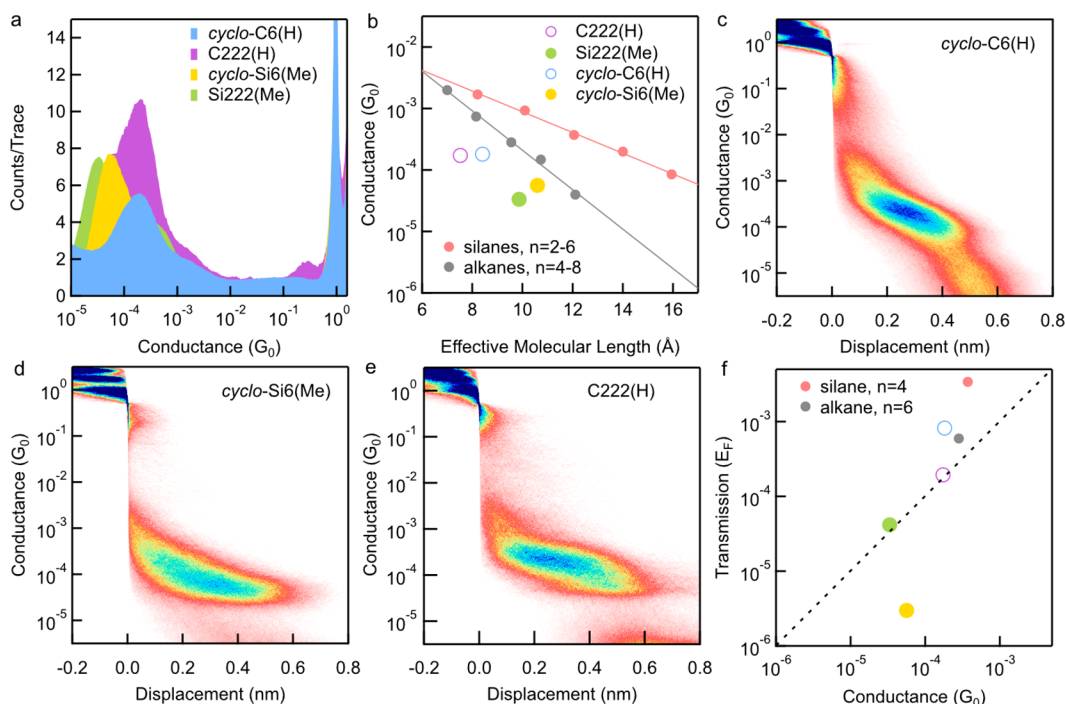 a
cyclo-C6(H)
C222(H)
cyclo-Si6(Me)
Si222(Me)
14
12
10
8
6
4
2
0
Counts/Trace
10-5
10-4
10-3
10-2
10-1
100
Conductance (G0)
b
C222(H)
Si222(Me)
cyclo-C6(H)
cyclo-Si6(Me)
10-2
10-3
10-4
10-5
10-6
Conductance (G0)
silanes, n=2-6
alkanes, n=4-8
6
8
10
12
14
16
Effective Molecular Length (Å)
c
cyclo-C6(H)
100
10-1
10-2
10-3
10-4
10-5
Conductance (G0)
-0.2
0.0
0.2
0.4
0.6
0.8
Displacement (nm)
d
cyclo-Si6(Me)
100
10-1
10-2
10-3
10-4
10-5
Conductance (G0)
-0.2
0.0
0.2
0.4
0.6
0.8
Displacement (nm)
e
C222(H)
100
10-1
10-2
10-3
10-4
10-5
Conductance (G0)
-0.2
0.0
0.2
0.4
0.6
0.8
Displacement (nm)
f
silane, n=4
alkane, n=6
10-3
10-4
10-5
10-6
Transmission (EF)
10-6
10-5
10-4
10-3
Conductance (G0)